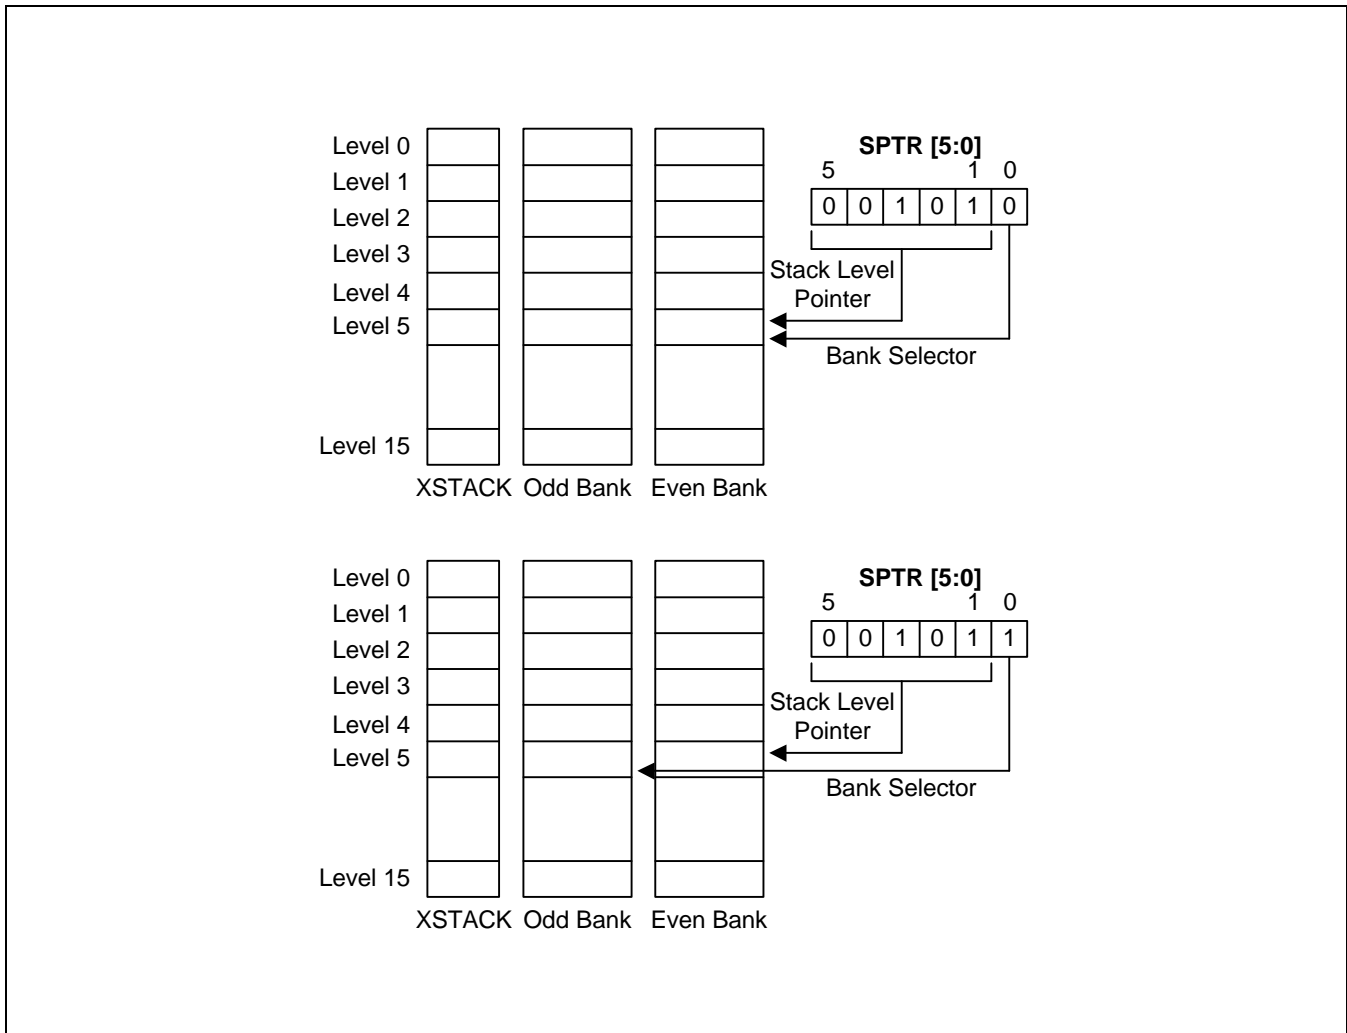 Level 0
Level 1
Level 2
Level 3
Level 4
Level 5
Level 15
XSTACK Odd Bank Even Bank
SPTR [5:0]
5 1 0
0 0 1 0 1 0
Stack Level
Pointer
Bank Selector
Level 0
Level 1
Level 2
Level 3
Level 4
Level 5
Level 15
XSTACK Odd Bank Even Bank
SPTR [5:0]
5 1 0
0 0 1 0 1 1
Stack Level
Pointer
Bank Selector